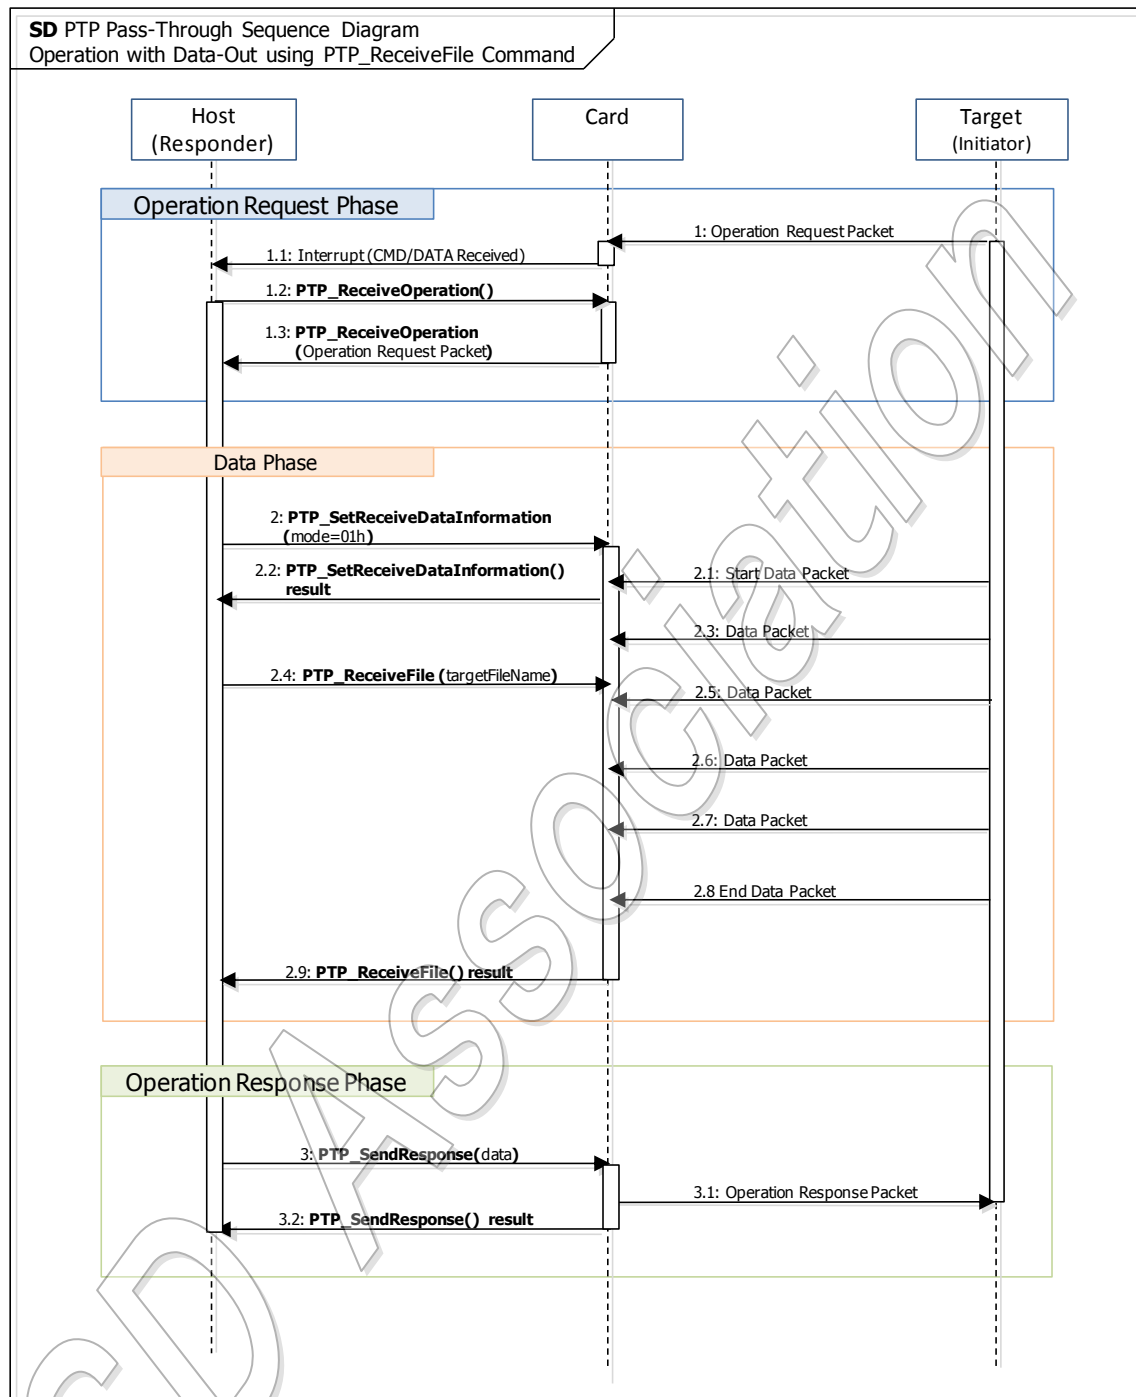 SD PTP Pass-Through Sequence Diagram
Operation with Data-Out using PTP_ReceiveFile Command
Host
(Responder)
Card
Target
(Initiator)
Operation Request Phase
1: Operation Request Packet
1.1: Interrupt (CMD/DATA Received)
1.2: PTP_ReceiveOperation()
1.3: PTP_ReceiveOperation
(Operation Request Packet)
Data Phase
2: PTP_SetReceiveDataInformation
(mode=01h)
2.1: Start Data Packet
2.2: PTP_SetReceiveDataInformation()
result
2.3: Data Packet
2.4: PTP_ReceiveFile (targetFileName)
2.5: Data Packet
2.6: Data Packet
2.7: Data Packet
2.8 End Data Packet
2.9: PTP_ReceiveFile() result
Operation Response Phase
3: PTP_SendResponse(data)
3.1: Operation Response Packet
3.2: PTP_SendResponse() result
SD Association